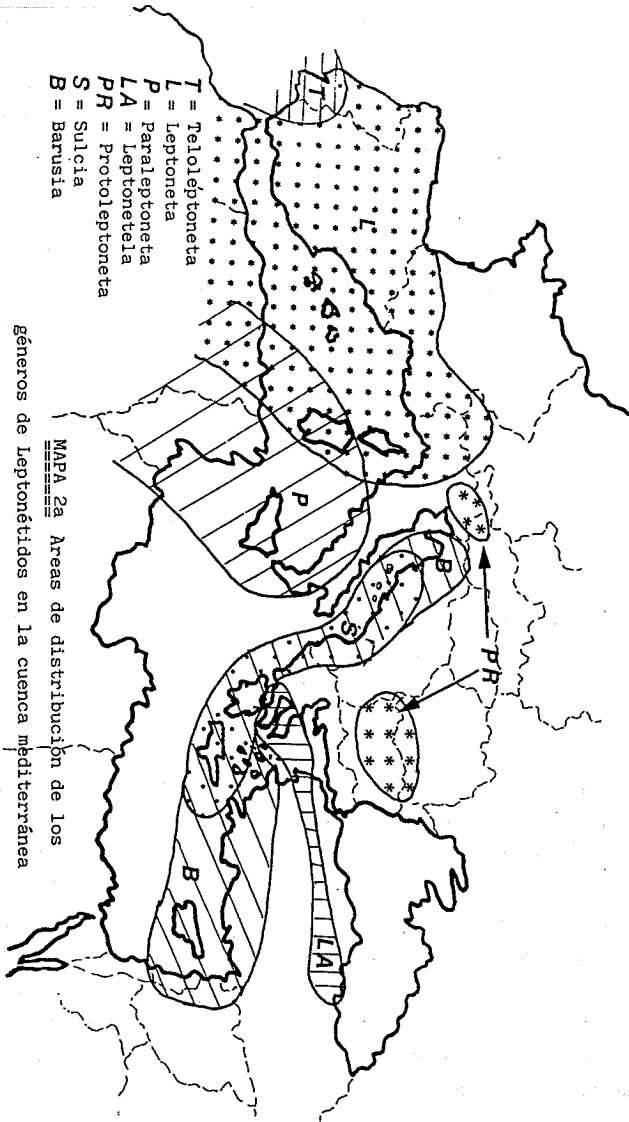 T = Teloleptoneta
L = Leptoneta
P = Paraleptoneta
LA = Leptonetela
PR = Protoleptoneta
S = Sulcia
B = Barusia
T
L
P
PR
B
S
B
LA
MAPA 2a Areas de distribución de los
géneros de Leptonétidos en la cuenca mediterránea